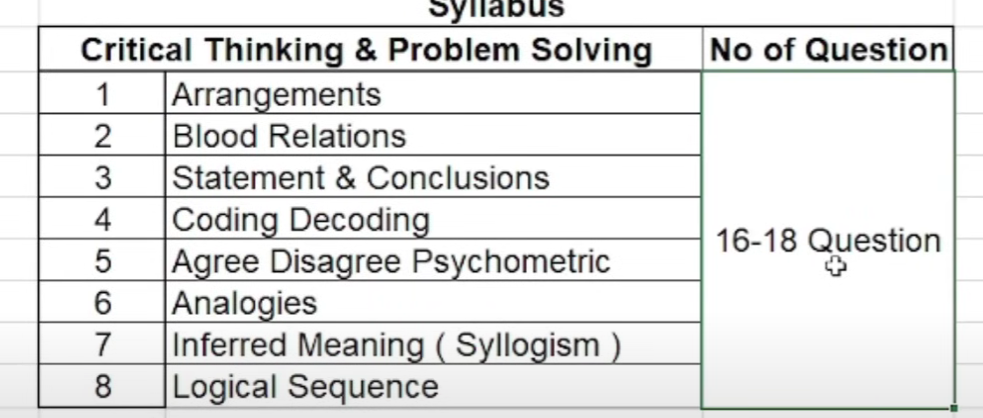 Syllabus
Critical Thinking & Problem Solving No of Question
1 Arrangements
2 Blood Relations
3 Statement & Conclusions
4 Coding Decoding
16-18 Question
5 Agree Disagree Psychometric
6 Analogies
7 Inferred Meaning ( Syllogism )
8 Logical Sequence